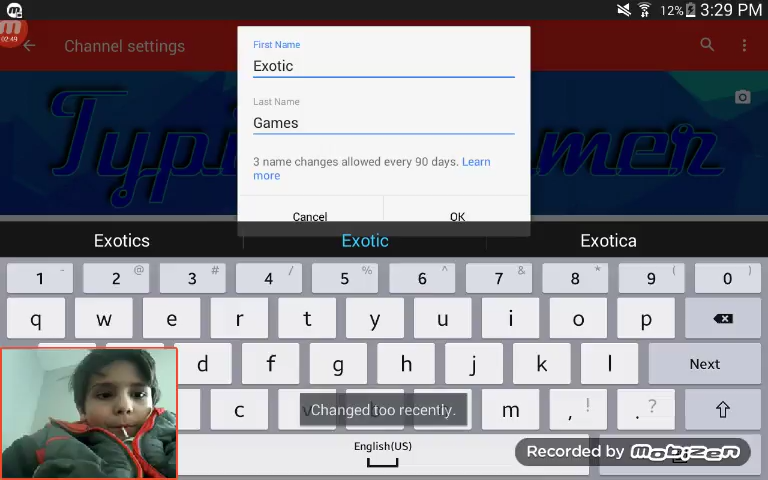 12% 3:29 PM
02:49
Channel settings
First Name
Exotic
Last Name
Games
3 name changes allowed every 90 days. Learn
more
Cancel OK
Exotics Exotic Exotica
1 - 2 @ 3 # 4 / 5 % 6 ^ 7 & 8 * 9 ( 0 )
q w e r t y u i o p
d f g h j k l Next
c m , ! . ?
Changed too recently.
English(US)
Recorded by mobizen